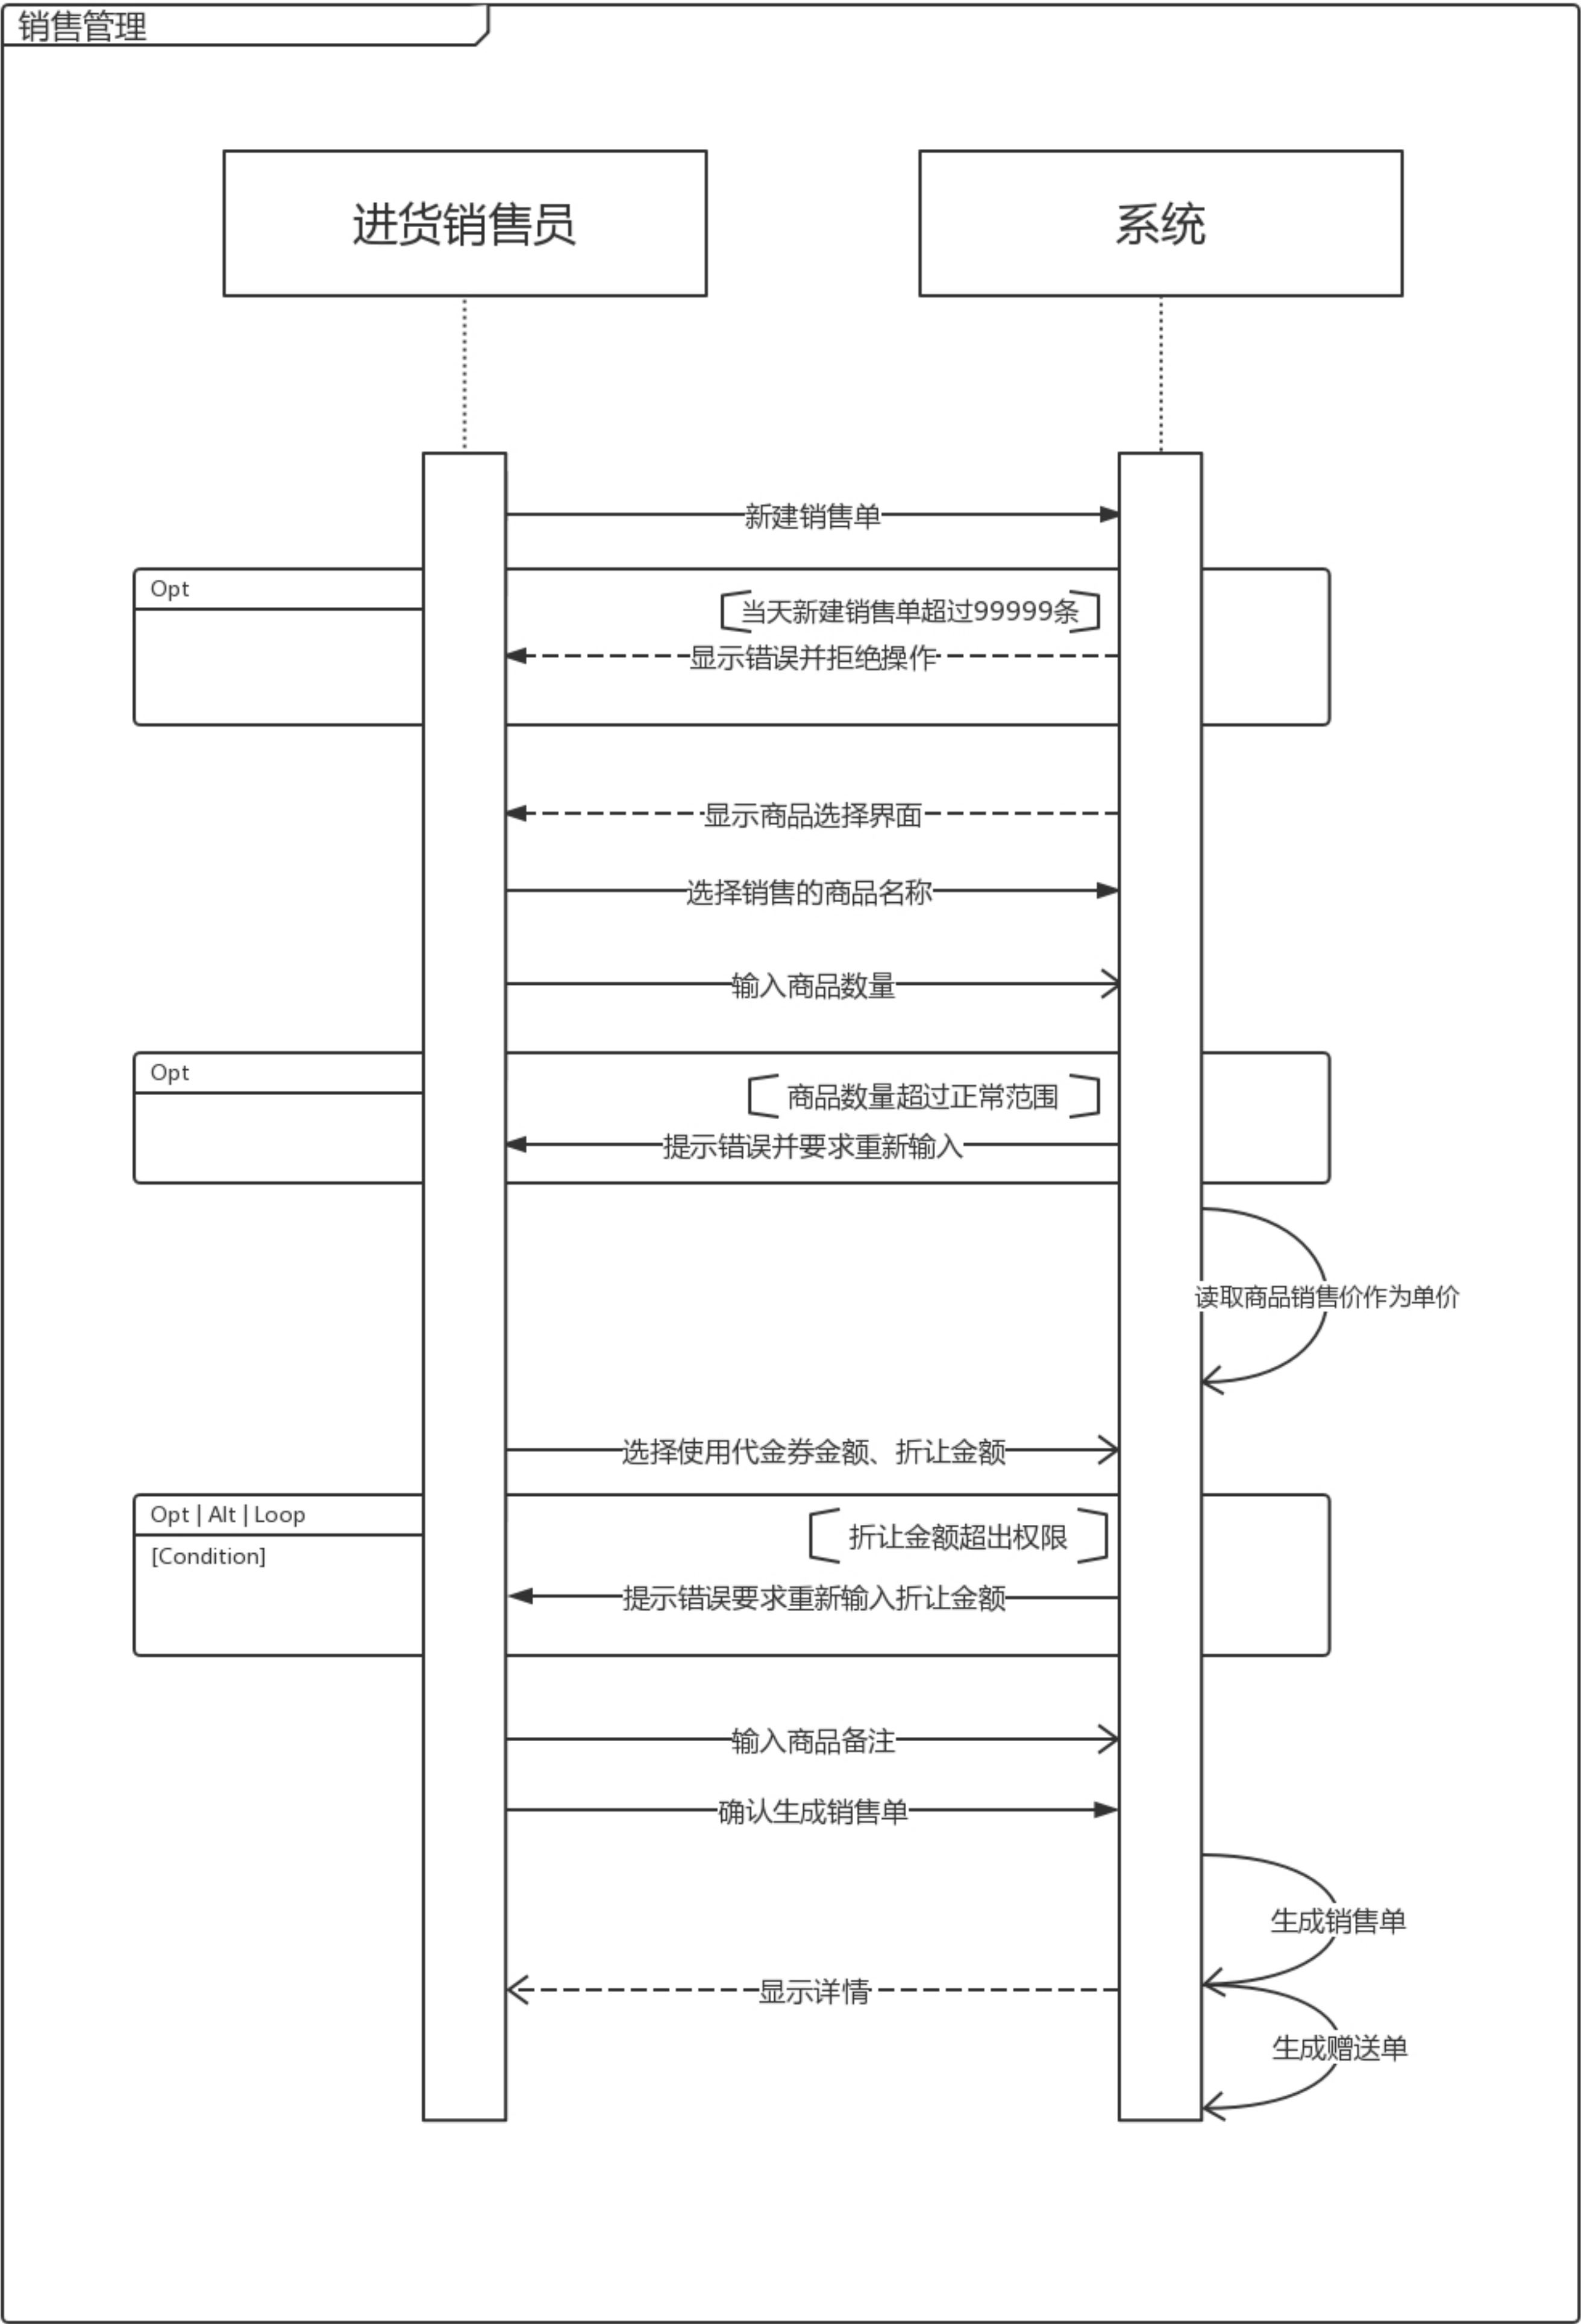 销售管理
进货销售员
系统
新建销售单
Opt
当天新建销售单超过99999条
显示错误并拒绝操作
显示商品选择界面
选择销售的商品名称
输入商品数量
Opt
商品数量超过正常范围
提示错误并要求重新输入
读取商品销售价作为单价
选择使用代金券金额、折让金额
Opt | Alt | Loop
[Condition]
折让金额超出权限
提示错误要求重新输入折让金额
输入商品备注
确认生成销售单
生成销售单
显示详情
生成赠送单